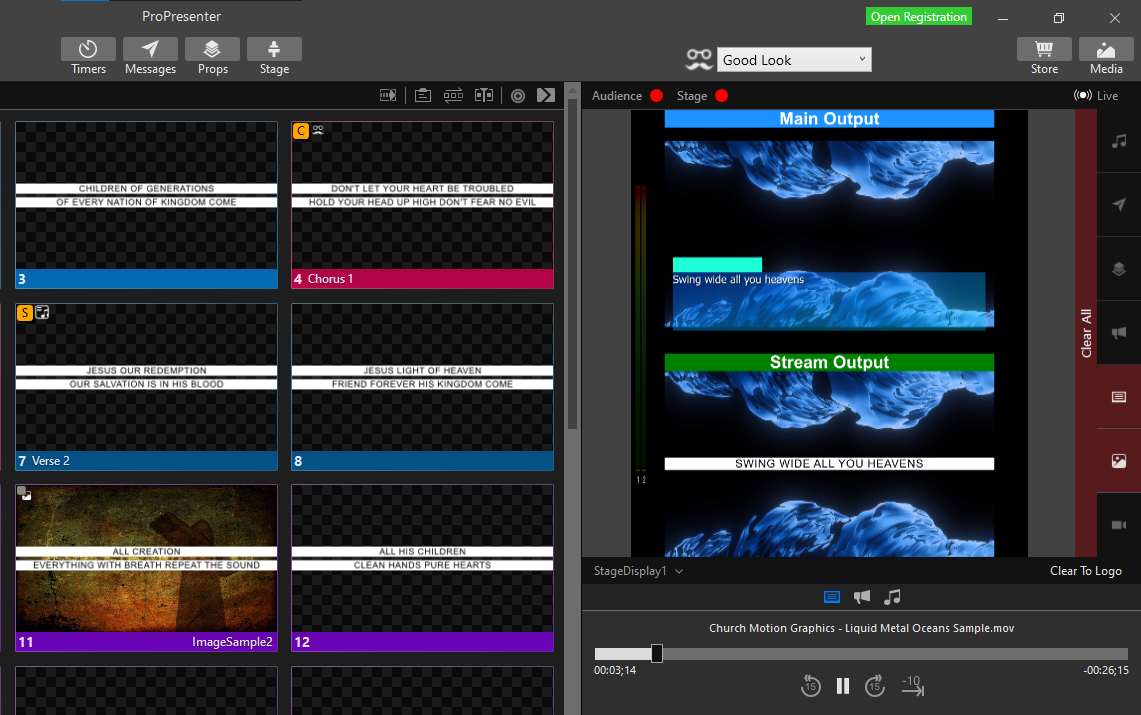 ProPresenter
Open Registration
Timers
Messages
Props
Stage
Good Look
Store
Media
Audience
Stage
Live
CHILDREN OF GENERATIONS
OF EVERY NATION OF KINGDOM COME
3
C
DON'T LET YOUR HEART BE TROUBLED
HOLD YOUR HEAD UP HIGH DON'T FEAR NO EVIL
4 Chorus 1
S
JESUS OUR REDEMPTION
OUR SALVATION IS IN HIS BLOOD
7 Verse 2
JESUS LIGHT OF HEAVEN
FRIEND FOREVER HIS KINGDOM COME
8
ALL CREATION
EVERYTHING WITH BREATH REPEAT THE SOUND
11 ImageSample2
ALL HIS CHILDREN
CLEAN HANDS PURE HEARTS
12
Main Output
Swing wide all you heavens
Stream Output
SWING WIDE ALL YOU HEAVENS
1 2
Clear All
StageDisplay1
Clear To Logo
Church Motion Graphics - Liquid Metal Oceans Sample.mov
00:03;14
-00:26;15
15
15
-10